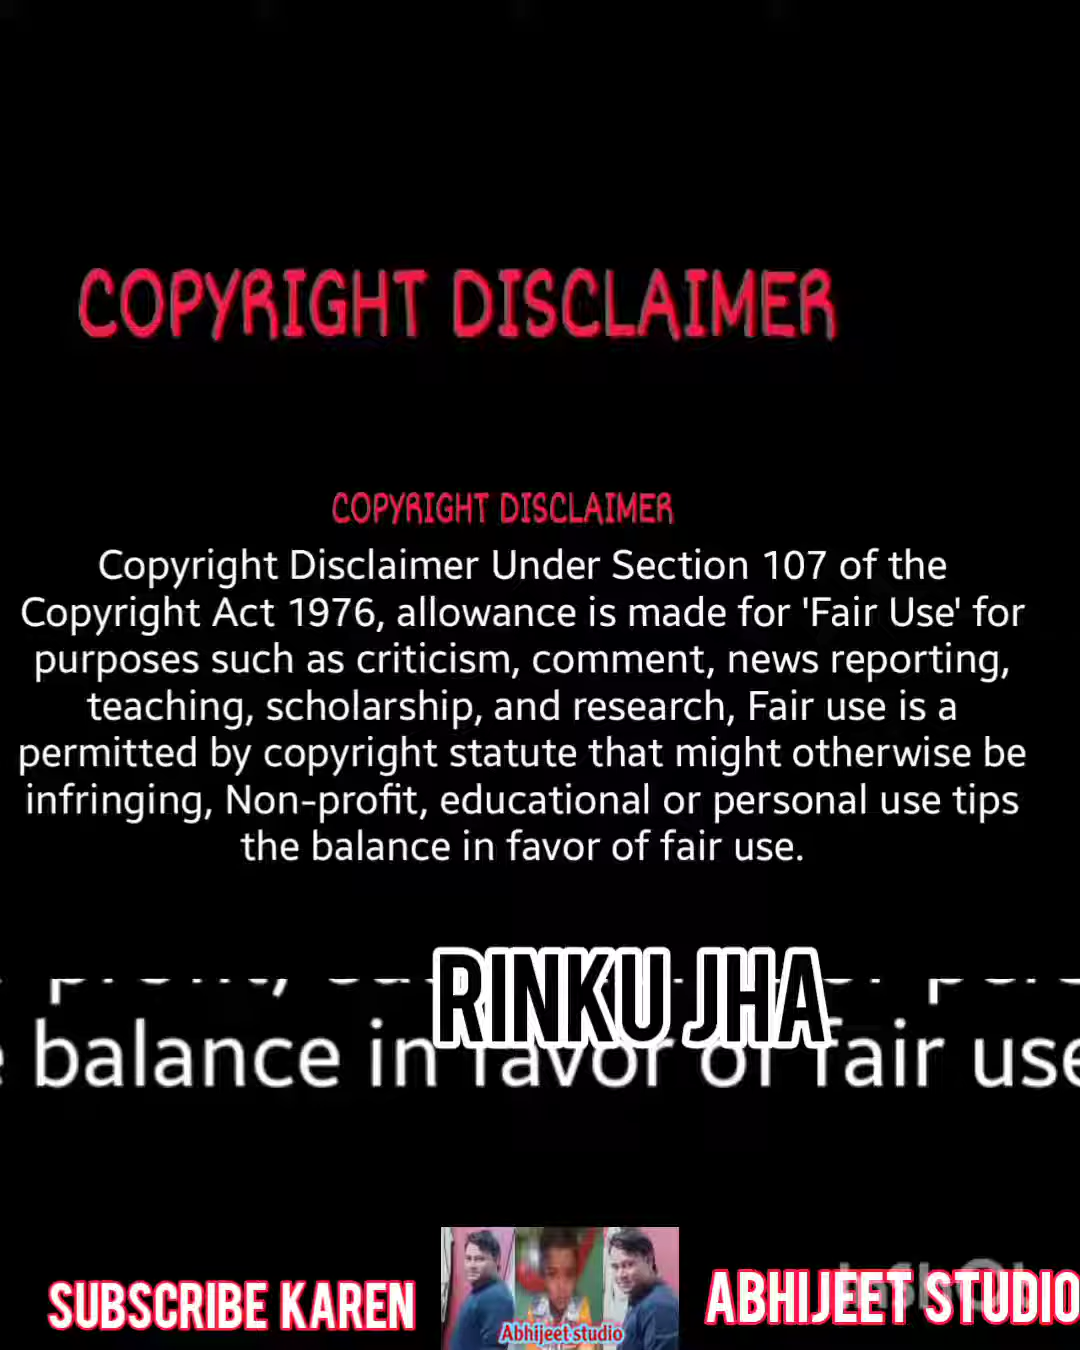 COPYRIGHT DISCLAIMER
COPYRIGHT DISCLAIMER
Copyright Disclaimer Under Section 107 of the
Copyright Act 1976, allowance is made for 'Fair Use' for
purposes such as criticism, comment, news reporting,
teaching, scholarship, and research, Fair use is a
permitted by copyright statute that might otherwise be
infringing, Non-profit, educational or personal use tips
the balance in favor of fair use.
RINKU JHA
balance in favor of fair use
SUBSCRIBE KAREN
Abhijeet studio
ABHIJEET STUDIO